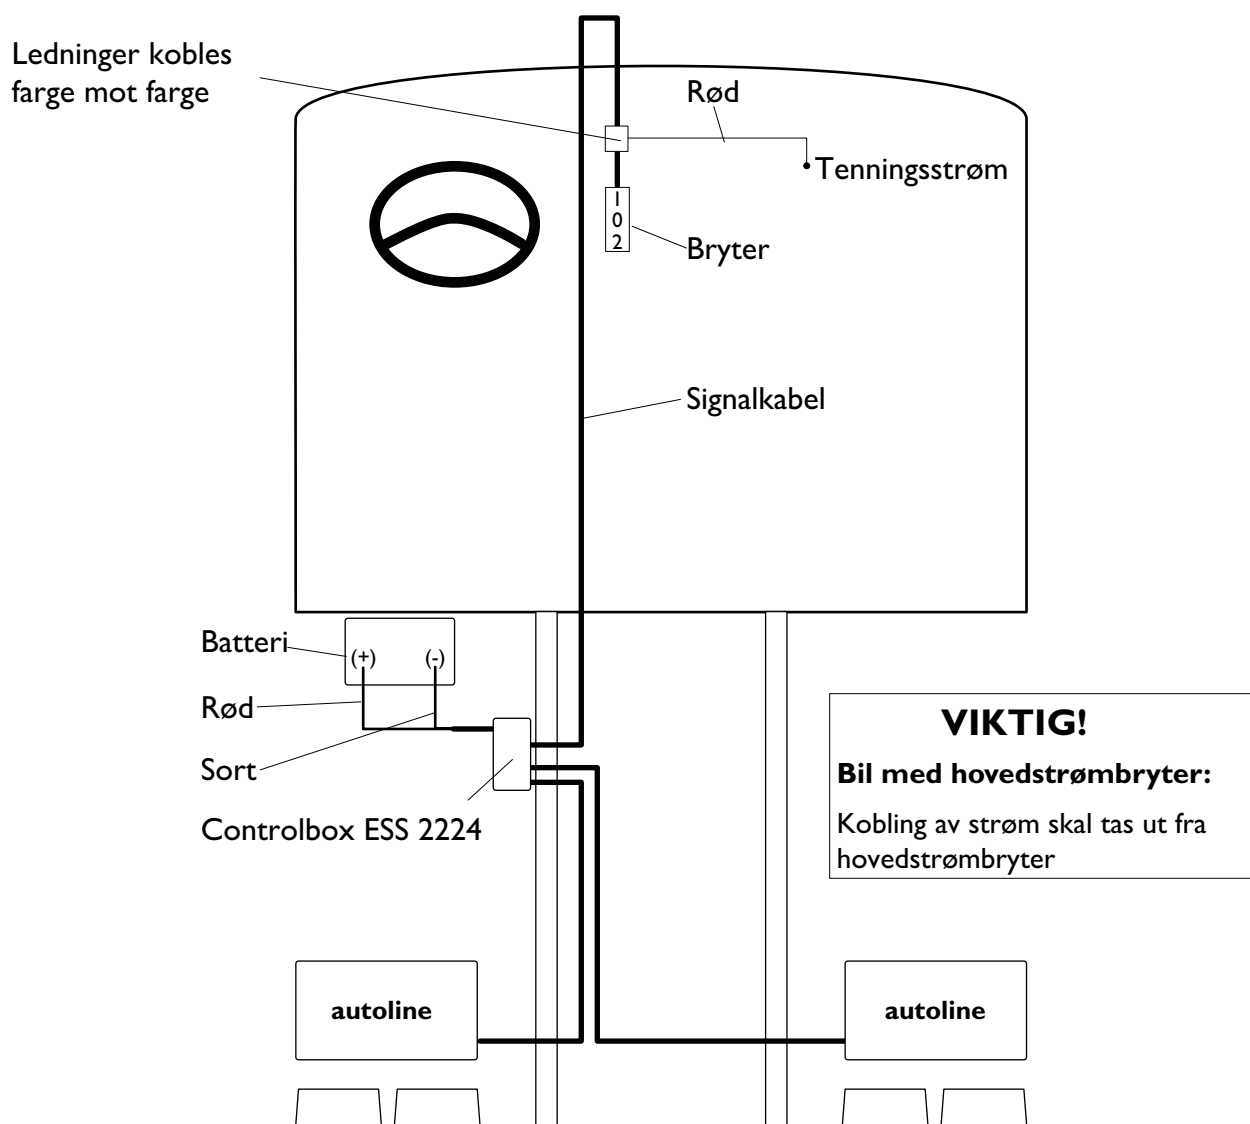 Ledninger kobles
farge mot farge
Rød
Tenningsstrøm
1
0
2
Bryter
Signalkabel
Batteri
(+)
(-)
Rød
Sort
Controlbox ESS 2224
VIKTIG!
Bil med hovedstrømbryter:
Kobling av strøm skal tas ut fra
hovedstrømbryter
autoline
autoline